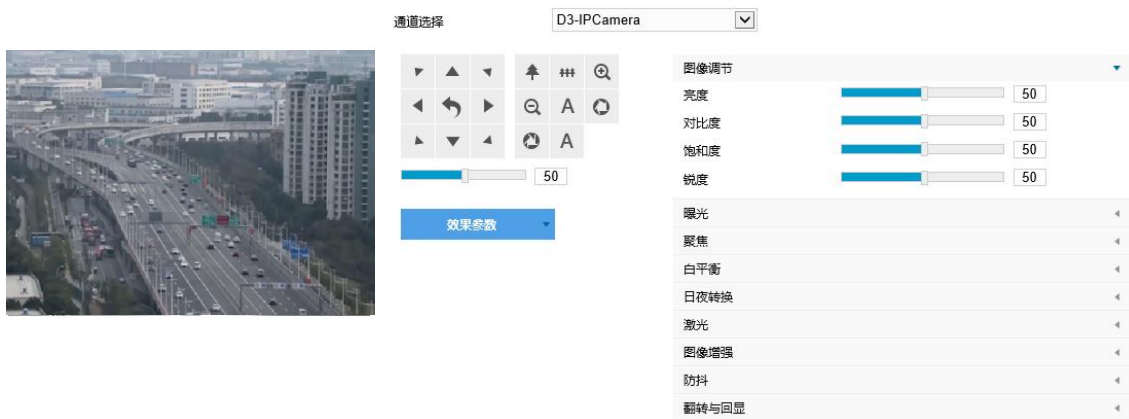 通道选择 D3-IPCamera
A
A
50
效果参数
图像调节
亮度 50
对比度 50
饱和度 50
锐度 50
曝光
聚焦
白平衡
日夜转换
激光
图像增强
防抖
翻转与回显